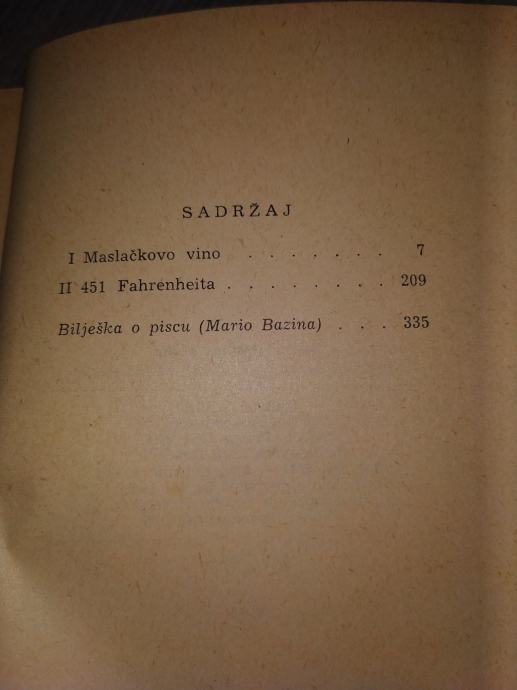 SADRŽAJ
I Maslačkovo vino . . . . . . . 7
II 451 Fahrenheita . . . . . . . . 209
Bilješka o piscu (Mario Bazina) . . . 335